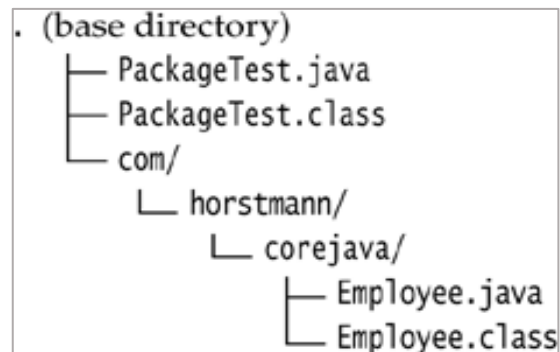 . (base directory)
PackageTest.java
PackageTest.class
com/
horstmann/
corejava/
Employee.java
Employee.class